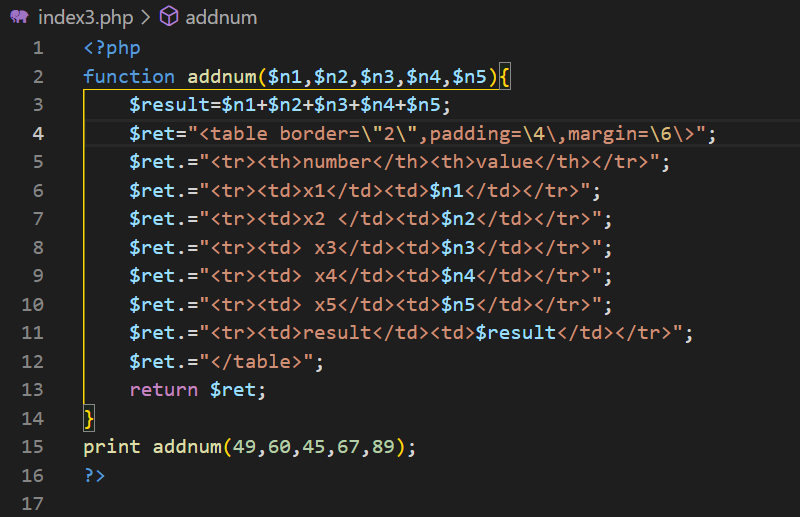 index3.php > addnum
1 <?php
2 function addnum($n1,$n2,$n3,$n4,$n5){
3     $result=$n1+$n2+$n3+$n4+$n5;
4     $ret="<table border=\"2\",padding=\4\,margin=\6\>";
5     $ret.="<tr><th>number</th><th>value</th></tr>";
6     $ret.="<tr><td>x1</td><td>$n1</td></tr>";
7     $ret.="<tr><td>x2 </td><td>$n2</td></tr>";
8     $ret.="<tr><td> x3</td><td>$n3</td></tr>";
9     $ret.="<tr><td> x4</td><td>$n4</td></tr>";
10     $ret.="<tr><td> x5</td><td>$n5</td></tr>";
11     $ret.="<tr><td>result</td><td>$result</td></tr>";
12     $ret.="</table>";
13     return $ret;
14 }
15 print addnum(49,60,45,67,89);
16 ?>
17